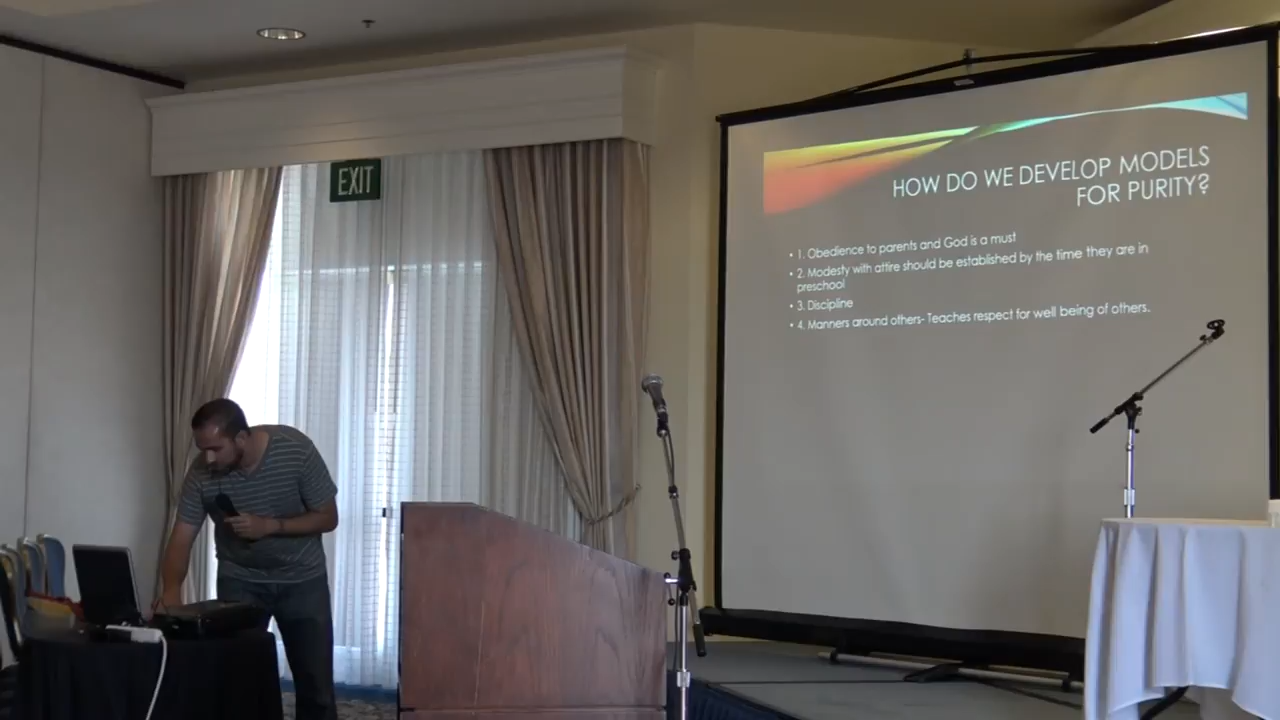 EXIT
HOW DO WE DEVELOP MODELS
FOR PURITY?
• 1. Obedience to parents and God is a must
• 2. Modesty with attire should be established by the time they are in
preschool
• 3. Discipline
• 4. Manners around others- Teaches respect for well being of others.